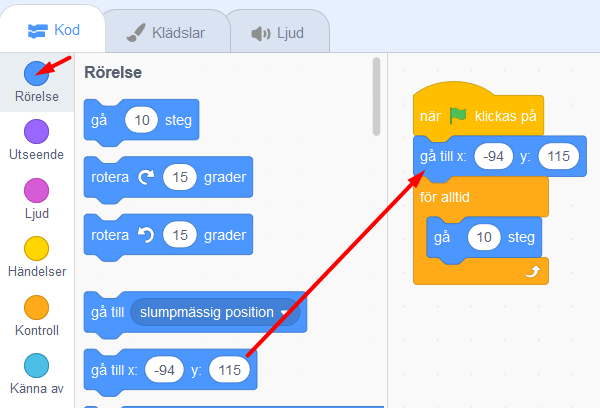 Kod
Klädslar
Ljud
Rörelse
Utseende
Ljud
Händelser
Kontroll
Känna av
Rörelse
gå 10 steg
rotera 15 grader
rotera 15 grader
gå till slumpmässig position
gå till x: -94 y: 115
när klickas på
gå till x: -94 y: 115
för alltid
gå 10 steg